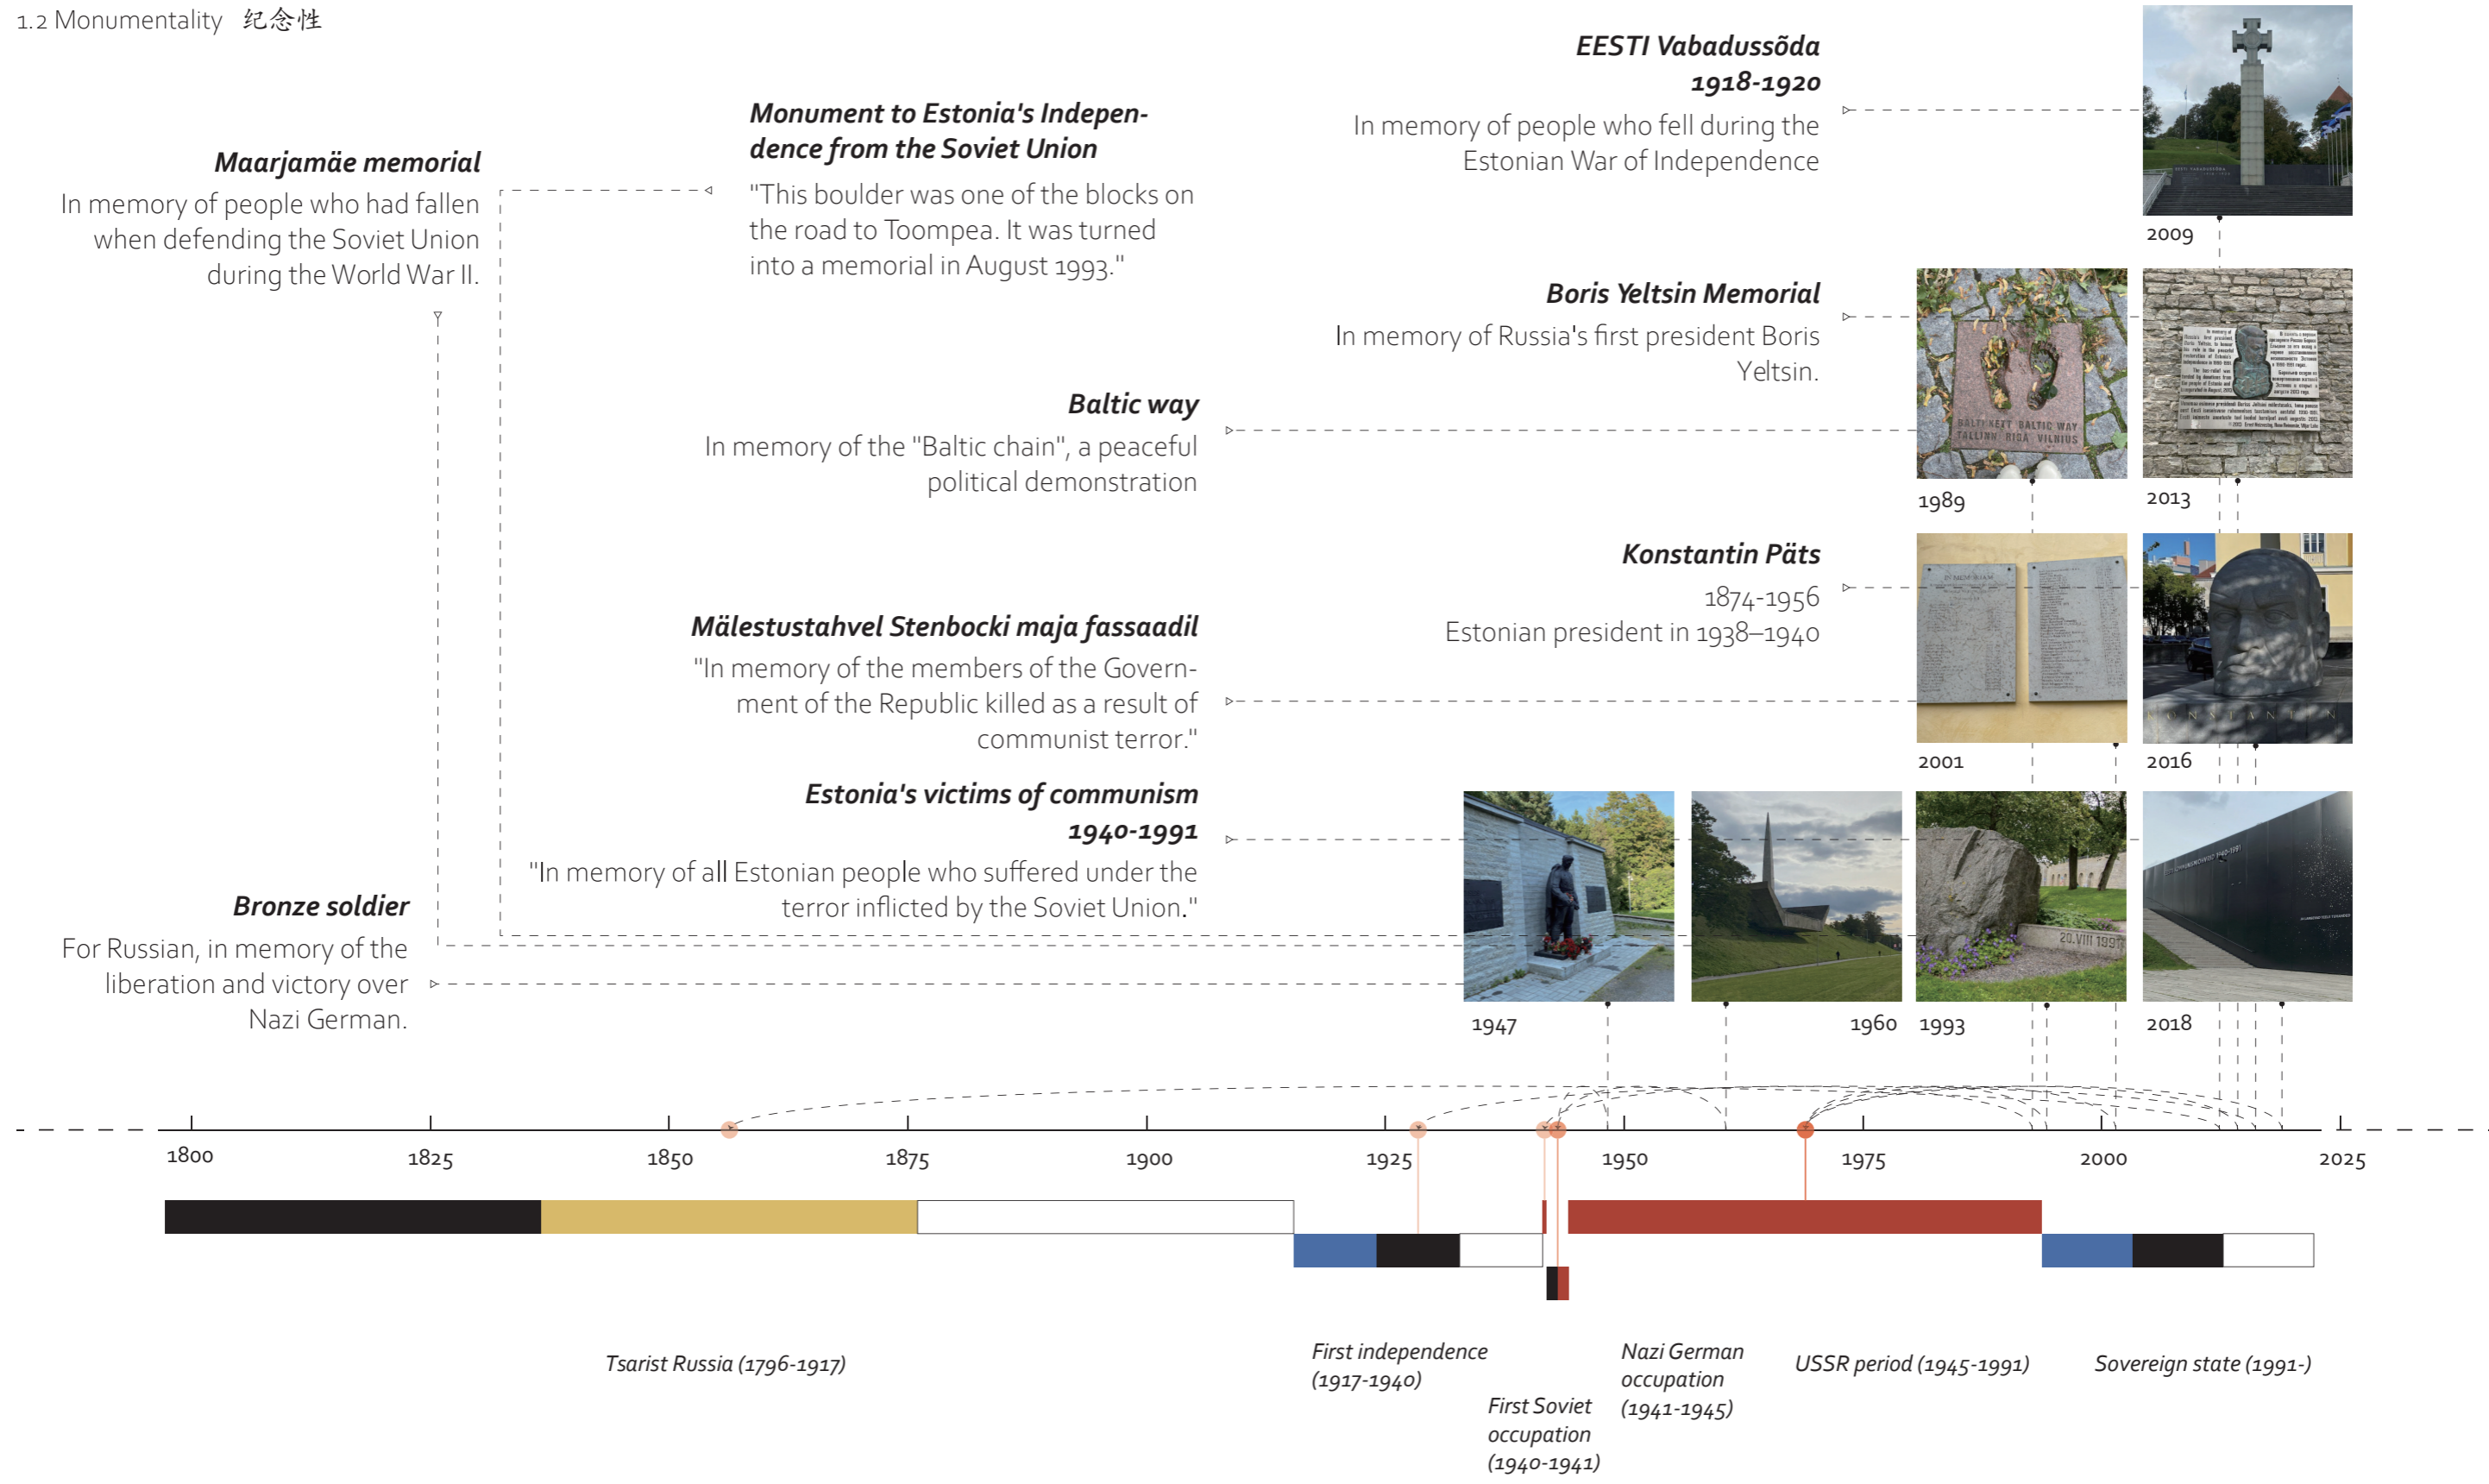 1.2 Monumentality 纪念性
Maarjamäe memorial
In memory of people who had fallen
when defending the Soviet Union
during the World War II.
Monument to Estonia's Indepen-
dence from the Soviet Union
"This boulder was one of the blocks on
the road to Toompea. It was turned
into a memorial in August 1993."
EESTI Vabadussõda
1918-1920
In memory of people who fell during the
Estonian War of Independence
2009
Boris Yeltsin Memorial
In memory of Russia's first president Boris
Yeltsin.
Baltic way
In memory of the "Baltic chain", a peaceful
political demonstration
BALTI KETT BALTIC WAY
TALLINN RIGA VILNIUS
1989
2013
Konstantin Päts
1874-1956
Estonian president in 1938–1940
Mälestustahvel Stenbocki maja fassaadil
"In memory of the members of the Govern-
ment of the Republic killed as a result of
communist terror."
2001
KONSTANTIN
2016
Estonia's victims of communism
1940-1991
"In memory of all Estonian people who suffered under the
terror inflicted by the Soviet Union."
Bronze soldier
For Russian, in memory of the
liberation and victory over
Nazi German.
20.VIII 1991
1947
1960
1993
2018
1800
1825
1850
1875
1900
1925
1950
1975
2000
2025
Tsarist Russia (1796-1917)
First independence
(1917-1940)
First Soviet
occupation
(1940-1941)
Nazi German
occupation
(1941-1945)
USSR period (1945-1991)
Sovereign state (1991-)